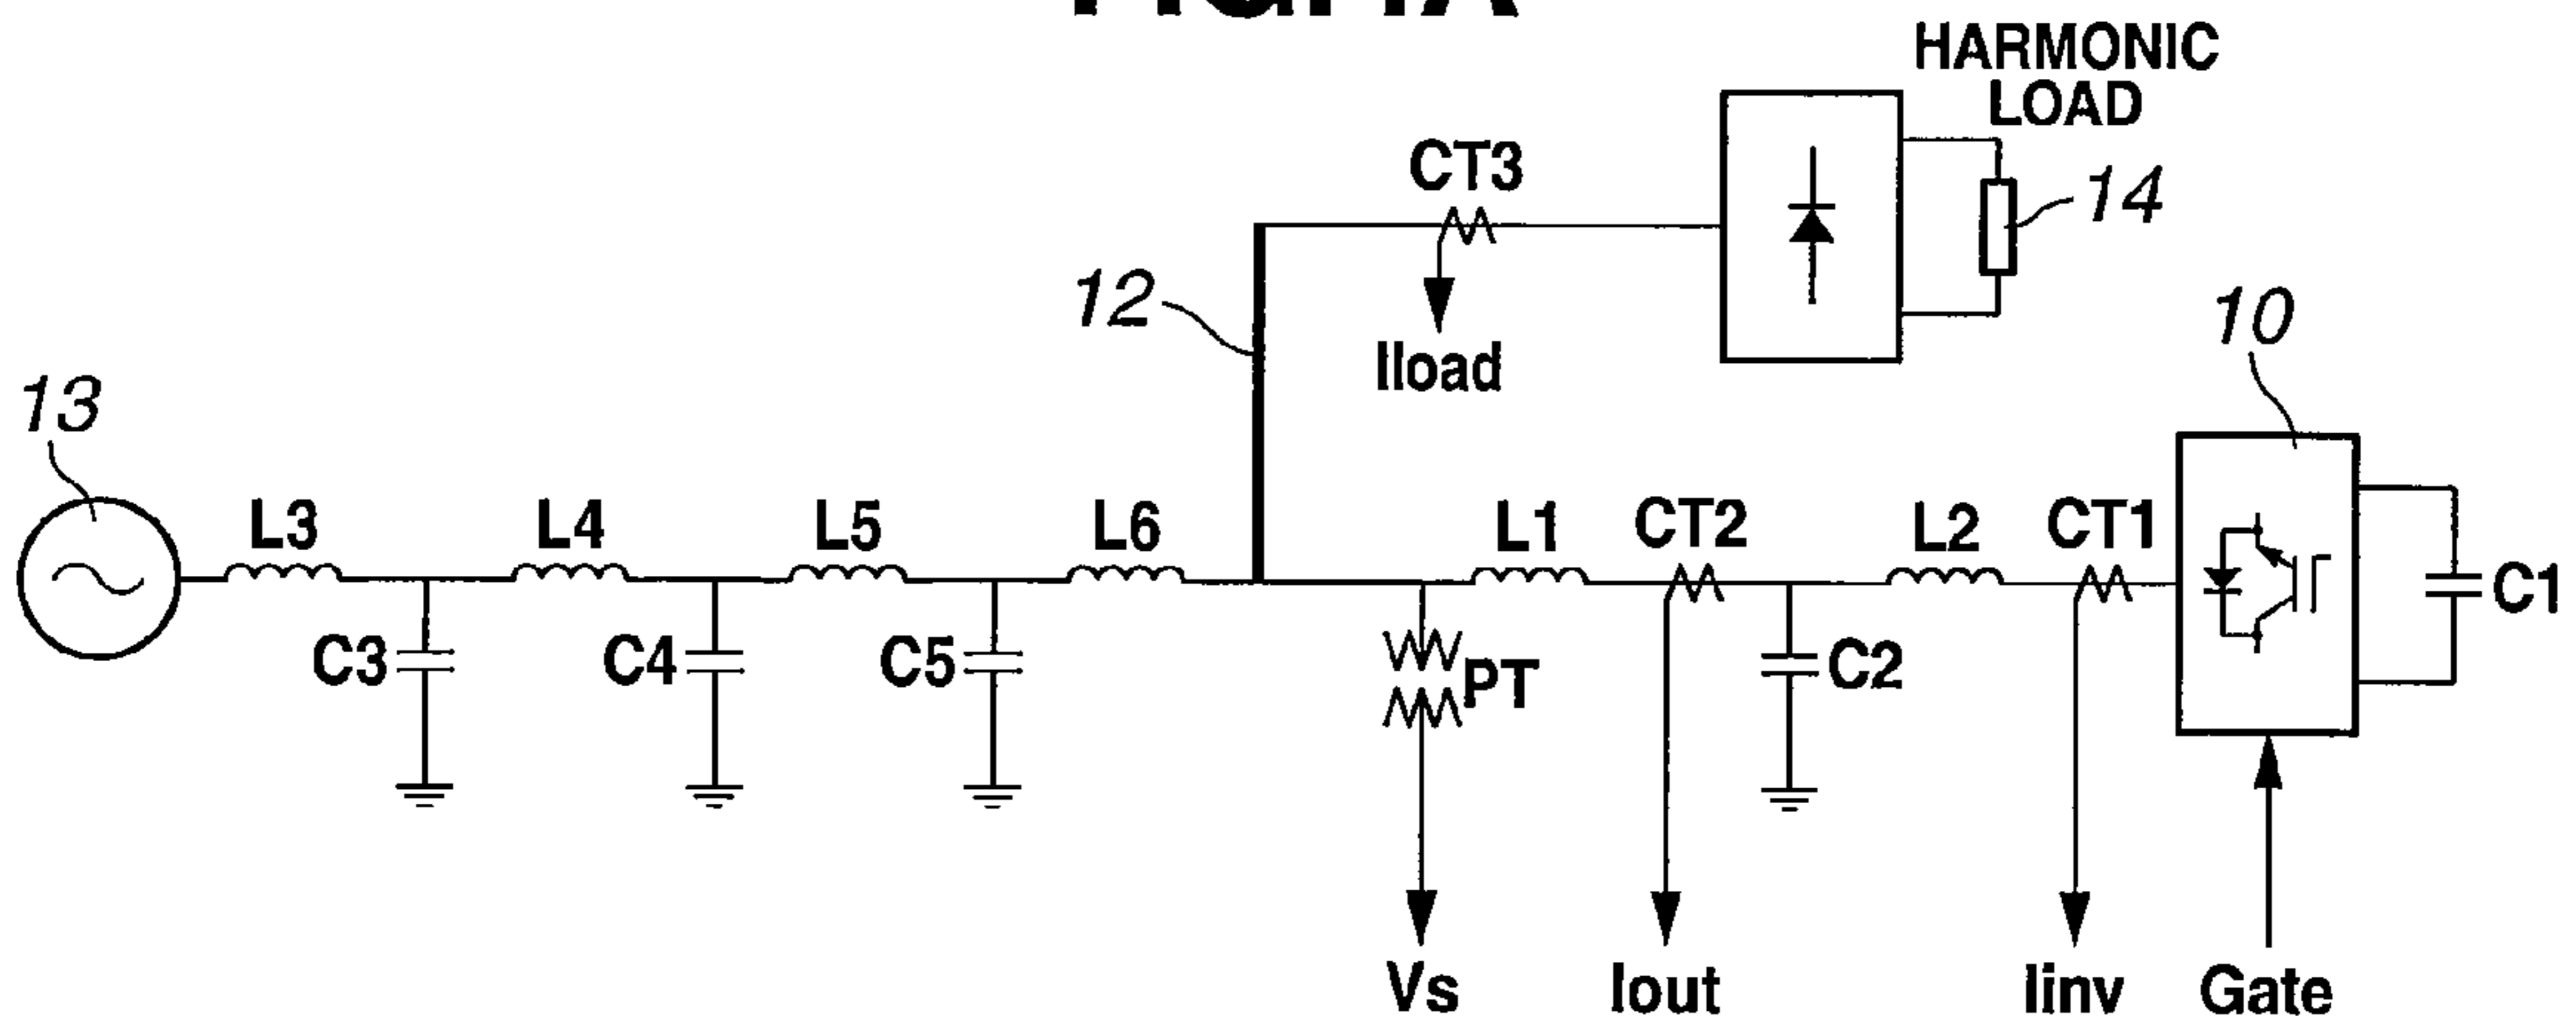 HARMONIC
LOAD
CT3
14
12
Iload
10
13
L3
L4
L5
L6
L1
CT2
L2
CT1
C1
C3
C4
C5
PT
C2
Vs
Iout
Iinv
Gate